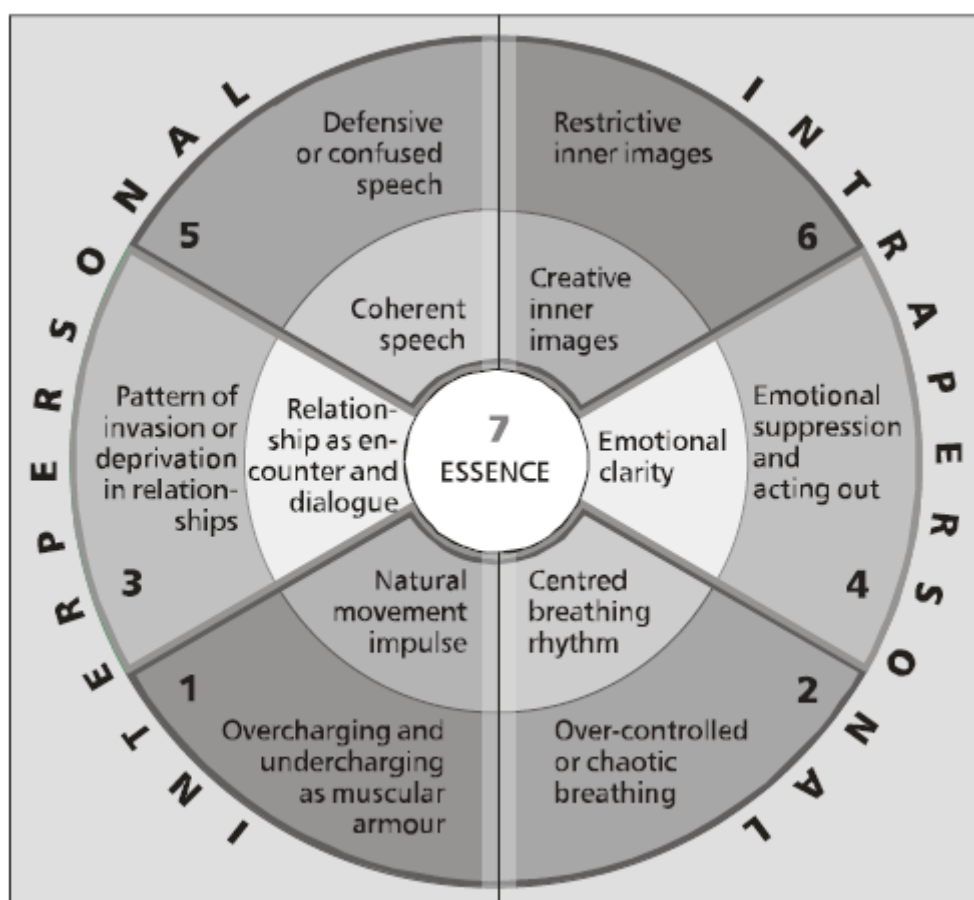 INTERPERSONAL
INTRAPERSONAL
Defensive
or confused
speech
5
Coherent
speech
Restrictive
inner images
6
Creative
inner
images
Pattern of
invasion or
deprivation
in relation-
ships
3
Relation-
ship as en-
counter and
dialogue
7
ESSENCE
Emotional
clarity
Emotional
suppression
and
acting out
4
Natural
movement
impulse
1
Overcharging and
undercharging
as muscular
armour
Centred
breathing
rhythm
2
Over-controlled
or chaotic
breathing